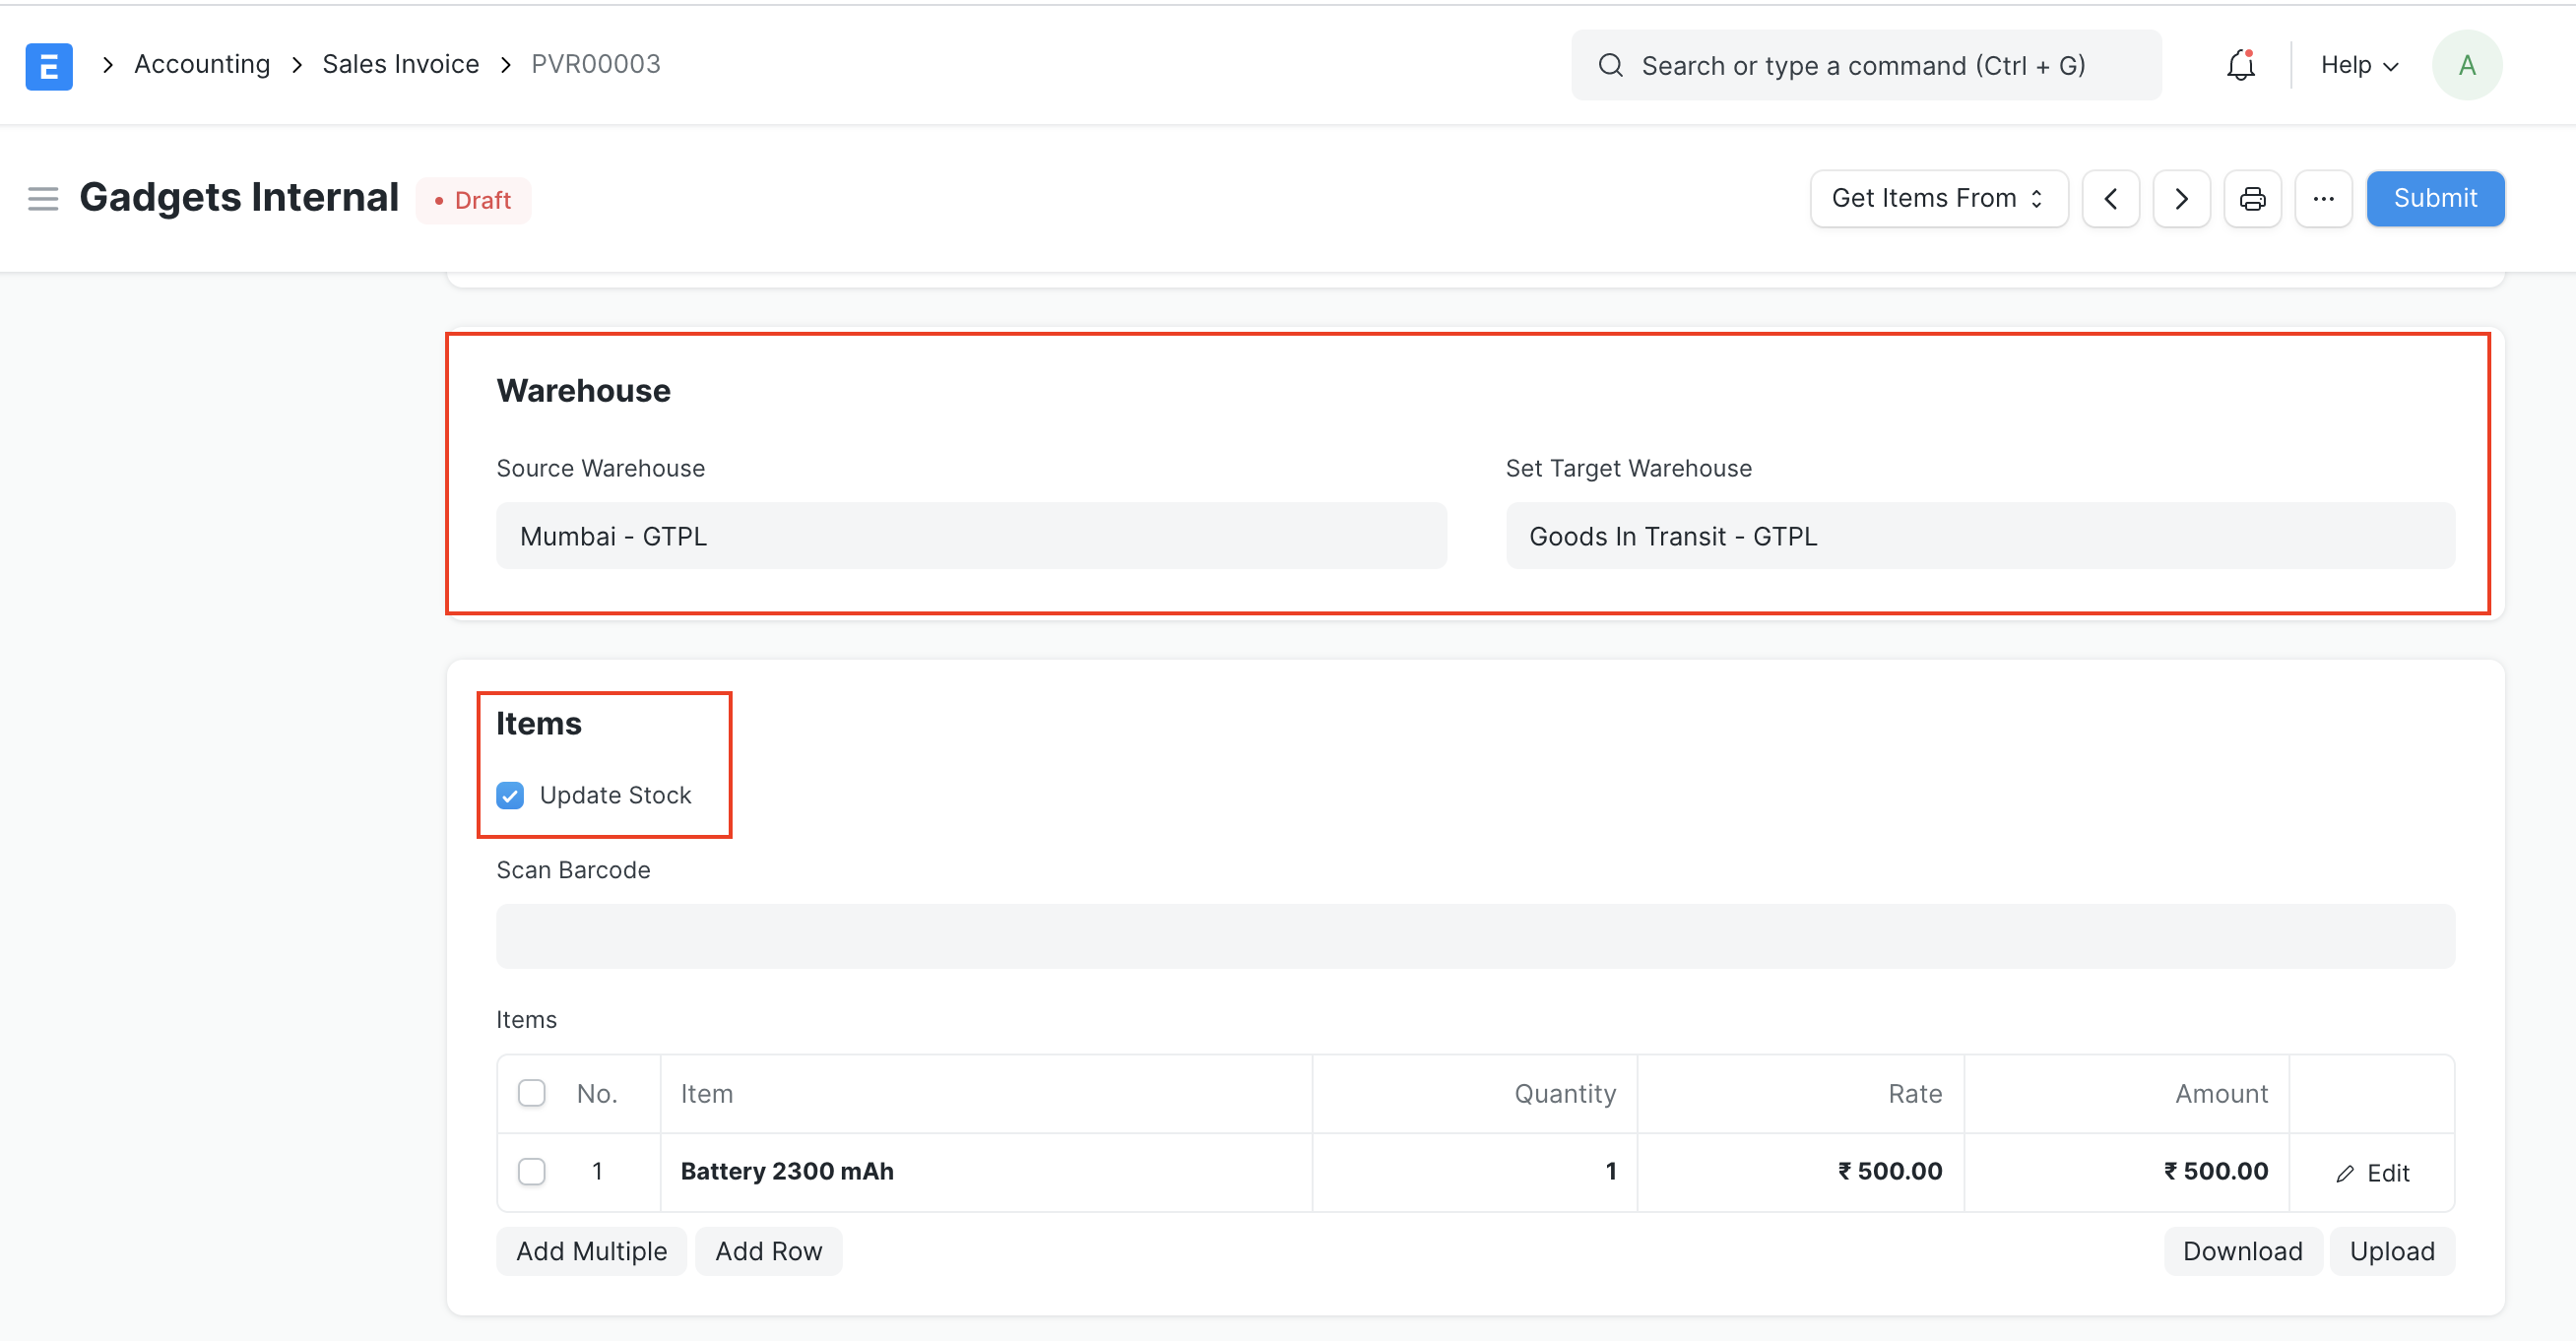 E > Accounting > Sales Invoice > PVR00003 Search or type a command (Ctrl + G) Help A
Gadgets Internal • Draft Get Items From ... Submit
Warehouse
Source Warehouse Set Target Warehouse
Mumbai - GTPL Goods In Transit - GTPL
Items
Update Stock
Scan Barcode
Items
No. Item Quantity Rate Amount
1 Battery 2300 mAh 1 ₹ 500.00 ₹ 500.00 Edit
Add Multiple Add Row Download Upload